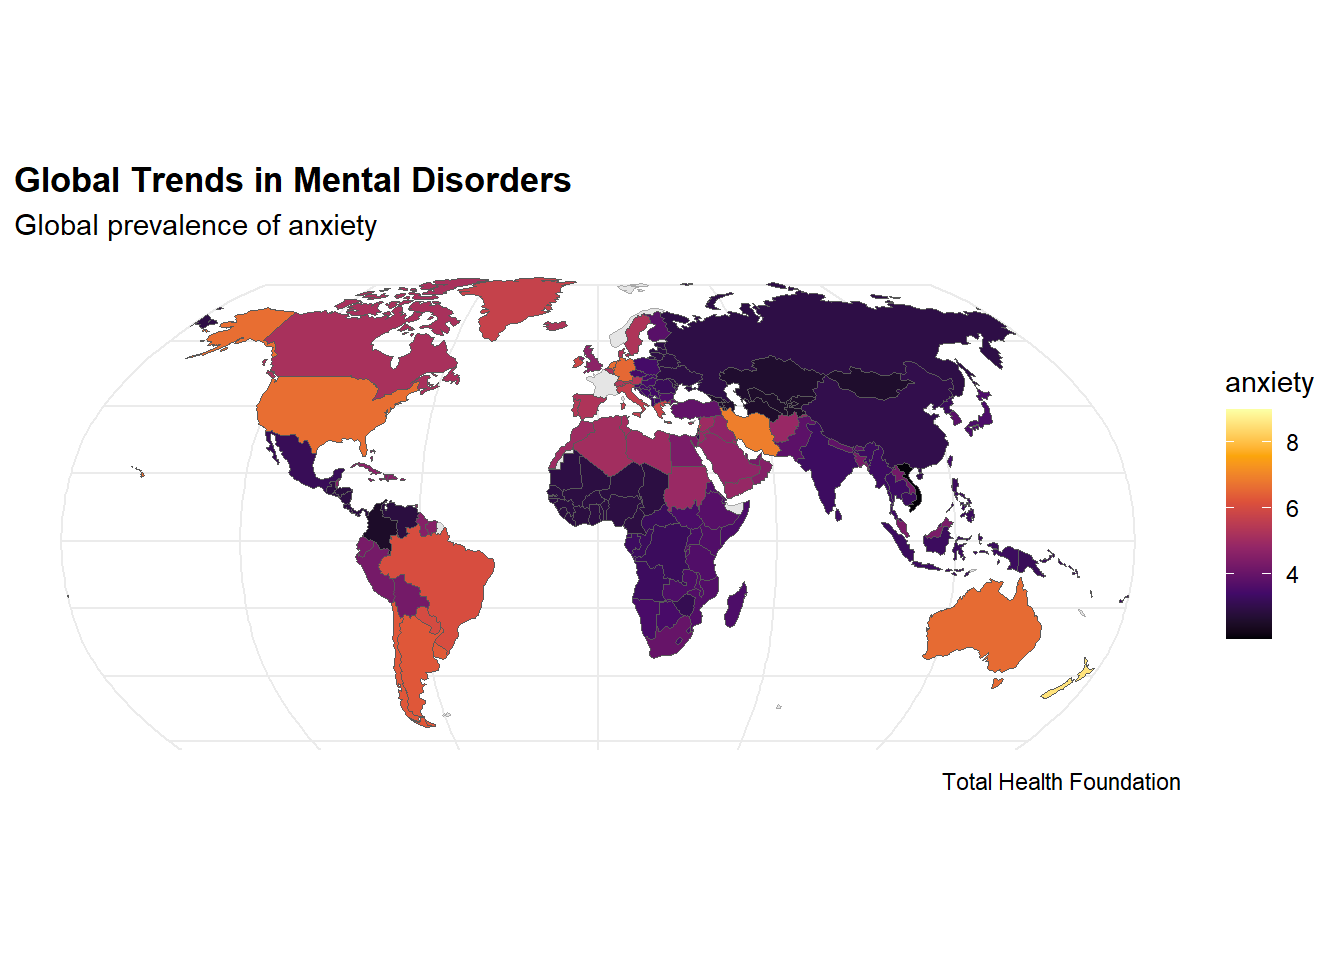 Global Trends in Mental Disorders
Global prevalence of anxiety
anxiety
8
6
4
Total Health Foundation